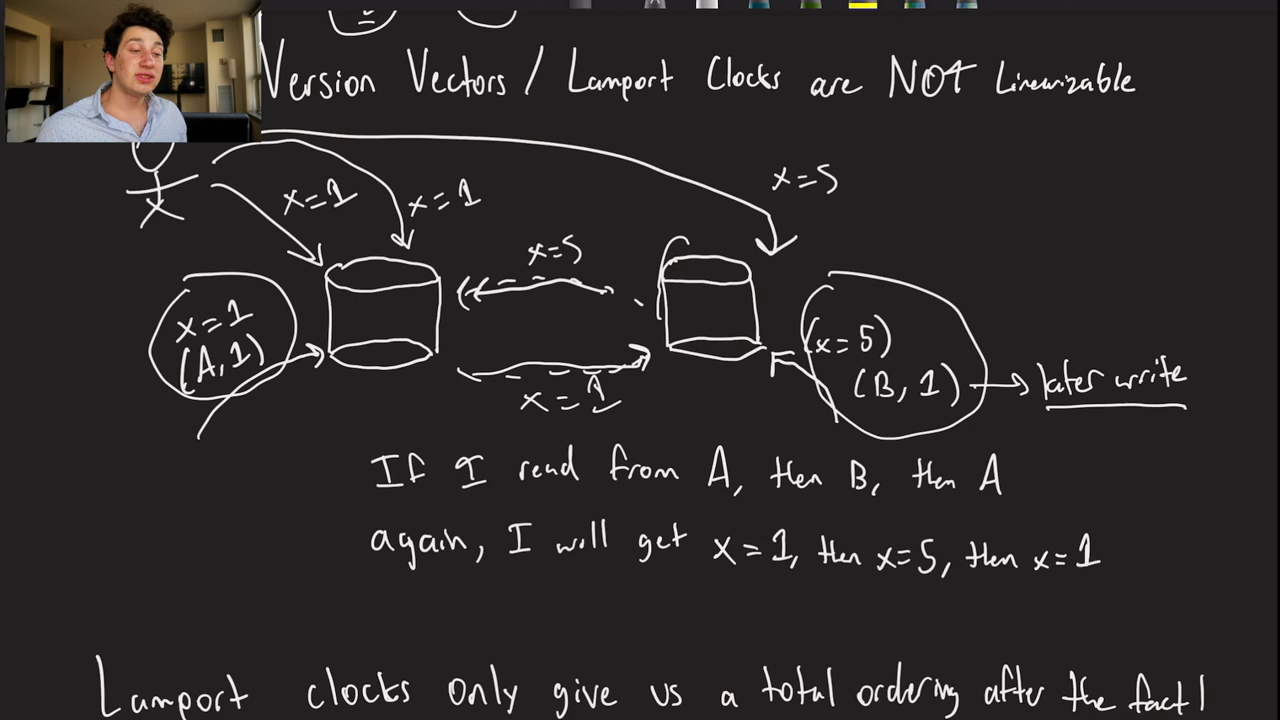 Version Vectors / Lamport Clocks are NOT Linearizable
x=5
x=1
x=1
x=5
x=1
(A,1)
(x=5)
(B, 1)
later write
x=1
If I read from A, then B, then A
again, I will get x=1, then x=5, then x=1
Lamport clocks only give us a total ordering after the fact!